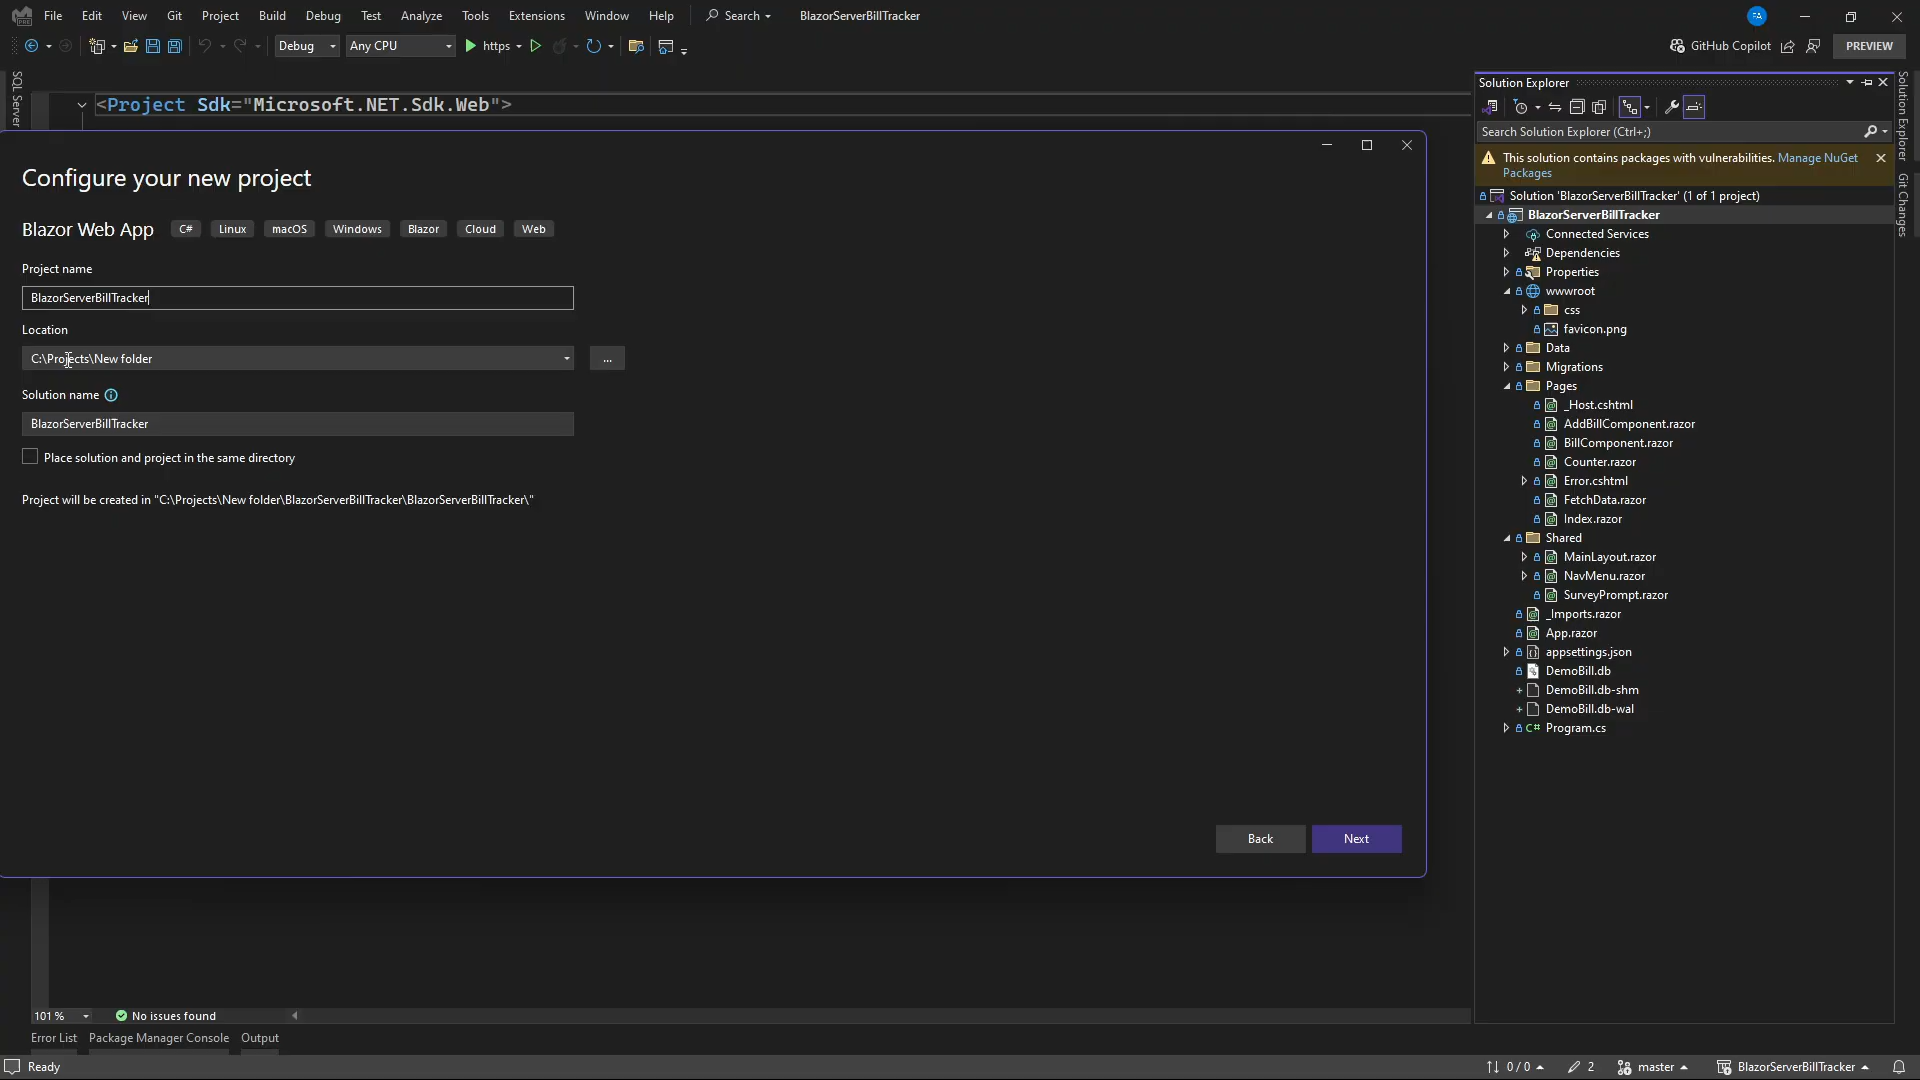 File Edit View Git Project Build Debug Test Analyze Tools Extensions Window Help Search BlazorServerBillTracker FA
Debug Any CPU https GitHub Copilot PREVIEW
SQL Server
<Project Sdk="Microsoft.NET.Sdk.Web">
Configure your new project
Blazor Web App C# Linux macOS Windows Blazor Cloud Web
Project name
BlazorServerBillTracker
Location
C:\Projects\New folder
...
Solution name
BlazorServerBillTracker
Place solution and project in the same directory
Project will be created in "C:\Projects\New folder\BlazorServerBillTracker\BlazorServerBillTracker\"
Back Next
Solution Explorer
Search Solution Explorer (Ctrl+;)
This solution contains packages with vulnerabilities. Manage NuGet
Packages
Solution 'BlazorServerBillTracker' (1 of 1 project)
BlazorServerBillTracker
Connected Services
Dependencies
Properties
wwwroot
css
favicon.png
Data
Migrations
Pages
_Host.cshtml
AddBillComponent.razor
BillComponent.razor
Counter.razor
Error.cshtml
FetchData.razor
Index.razor
Shared
MainLayout.razor
NavMenu.razor
SurveyPrompt.razor
_Imports.razor
App.razor
appsettings.json
DemoBill.db
DemoBill.db-shm
DemoBill.db-wal
C# Program.cs
Solution Explorer
Git Changes
101 % No issues found
Error List Package Manager Console Output
Ready 0 / 0 2 master BlazorServerBillTracker